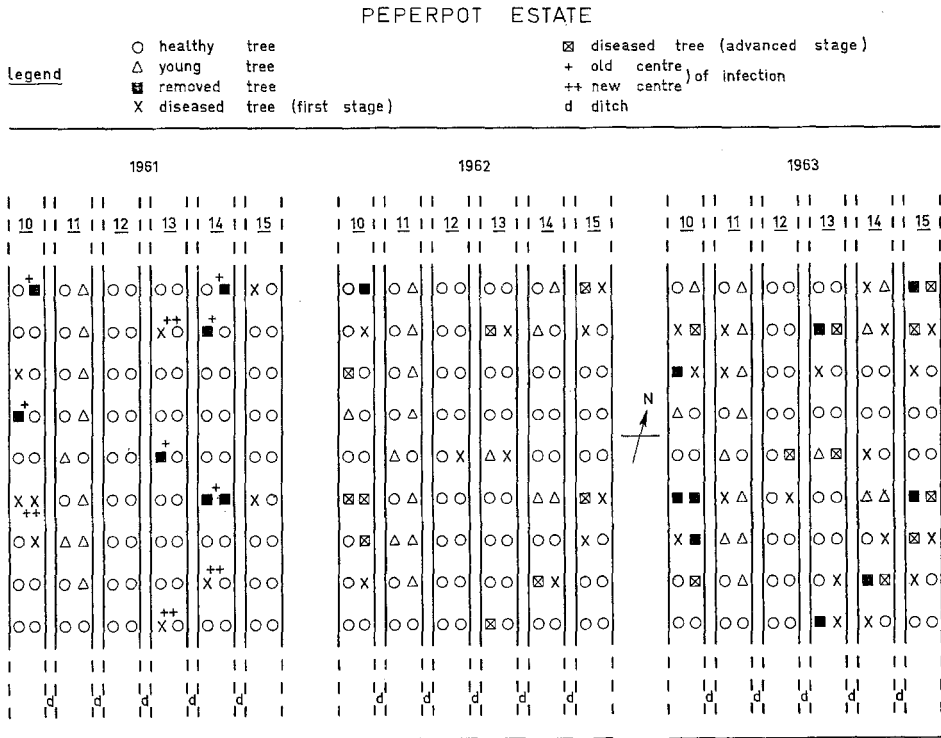 PEPERPOT ESTATE
legend
○ healthy tree
△ young tree
■ removed tree
X diseased tree (first stage)
⊠ diseased tree (advanced stage)
+ old centre
++ new centre
) of infection
d ditch
1961 1962 1963
10 11 12 13 14 15 10 11 12 13 14 15 10 11 12 13 14 15
N
d d d d d d d d d d d d d d d